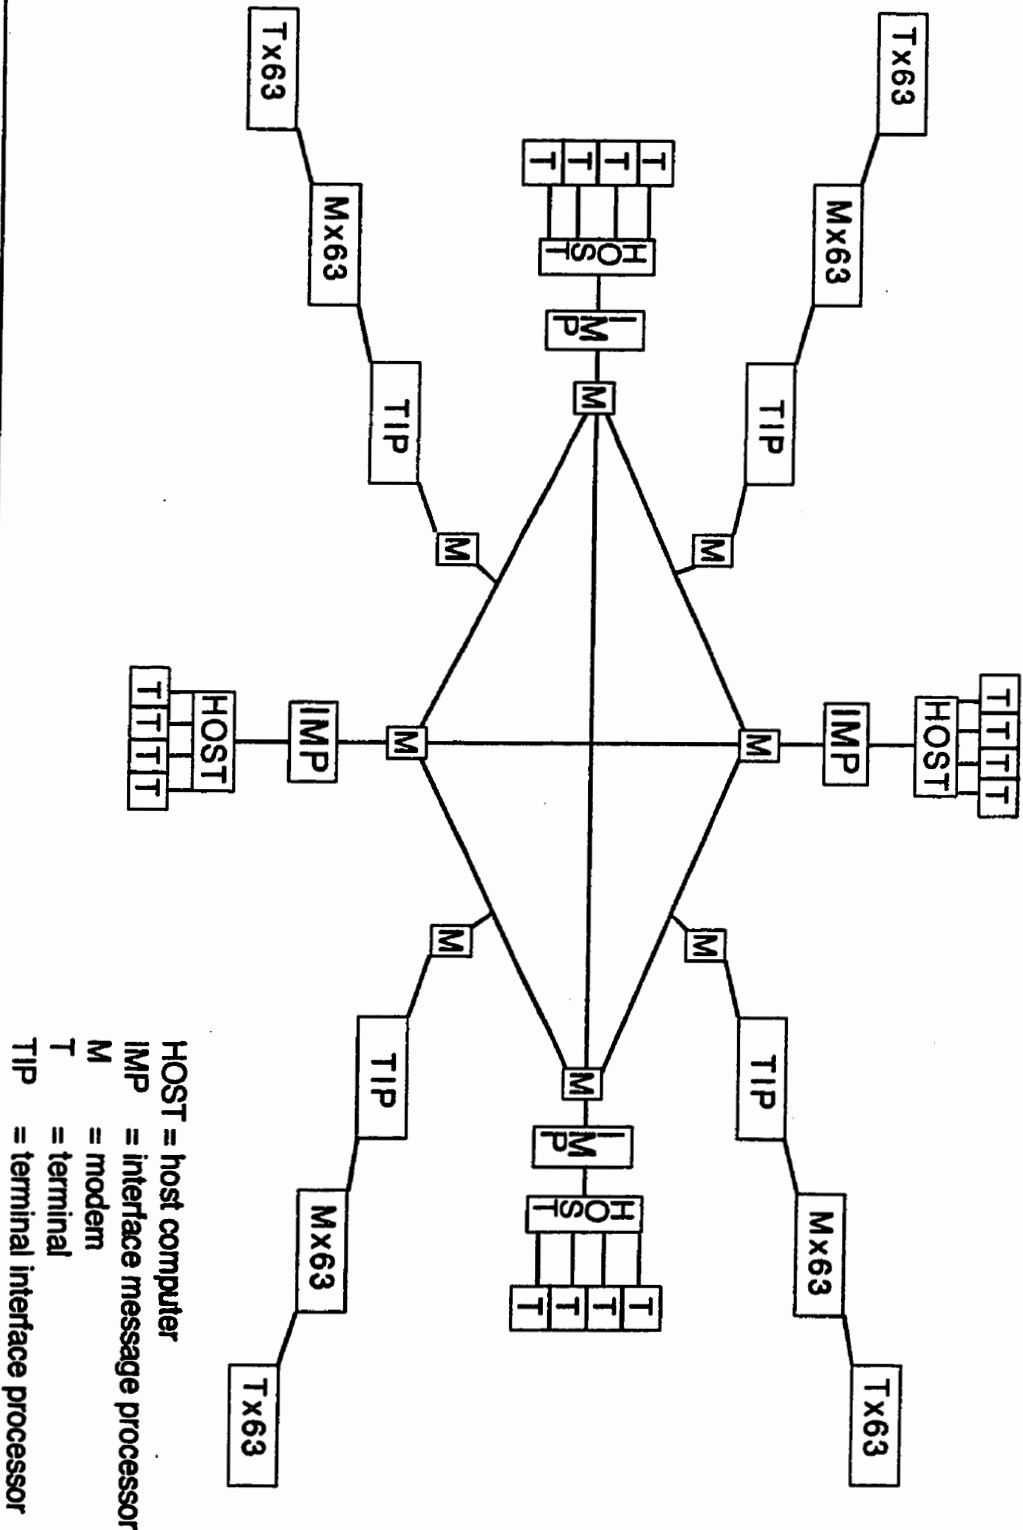 T T T T
HOST
Tx63
Tx63
Mx63
IMP
Mx63
TIP
TIP
M
M
M
T
T
T
T
HOST
IMP
M
M
IMP
HOST
T
T
T
T
M
M
M
TIP
TIP
Mx63
IMP
Mx63
Tx63
Tx63
HOST
T T T T
HOST = host computer
IMP = interface message processor
M = modem
T = terminal
TIP = terminal interface processor